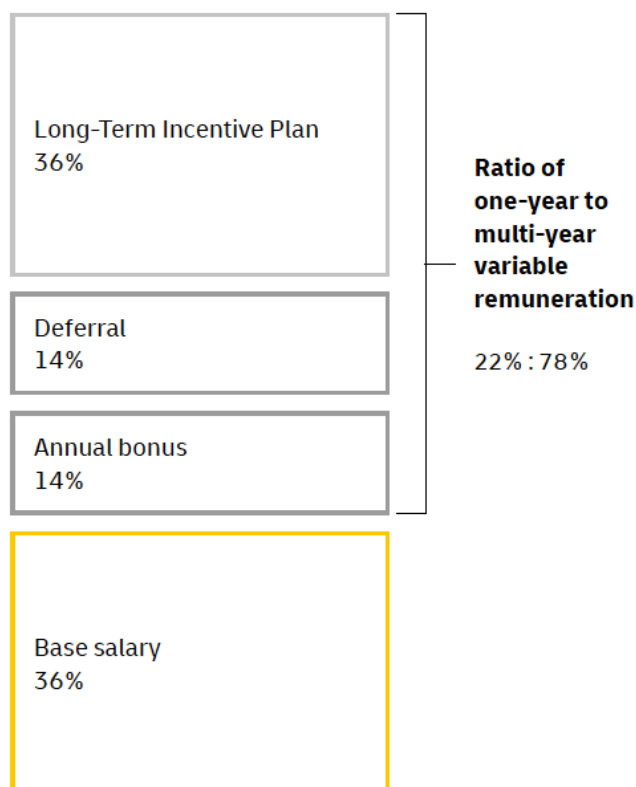 Long-Term Incentive Plan
36%
Deferral
14%
Annual bonus
14%
Base salary
36%
Ratio of
one-year to
multi-year
variable
remuneration
22% : 78%